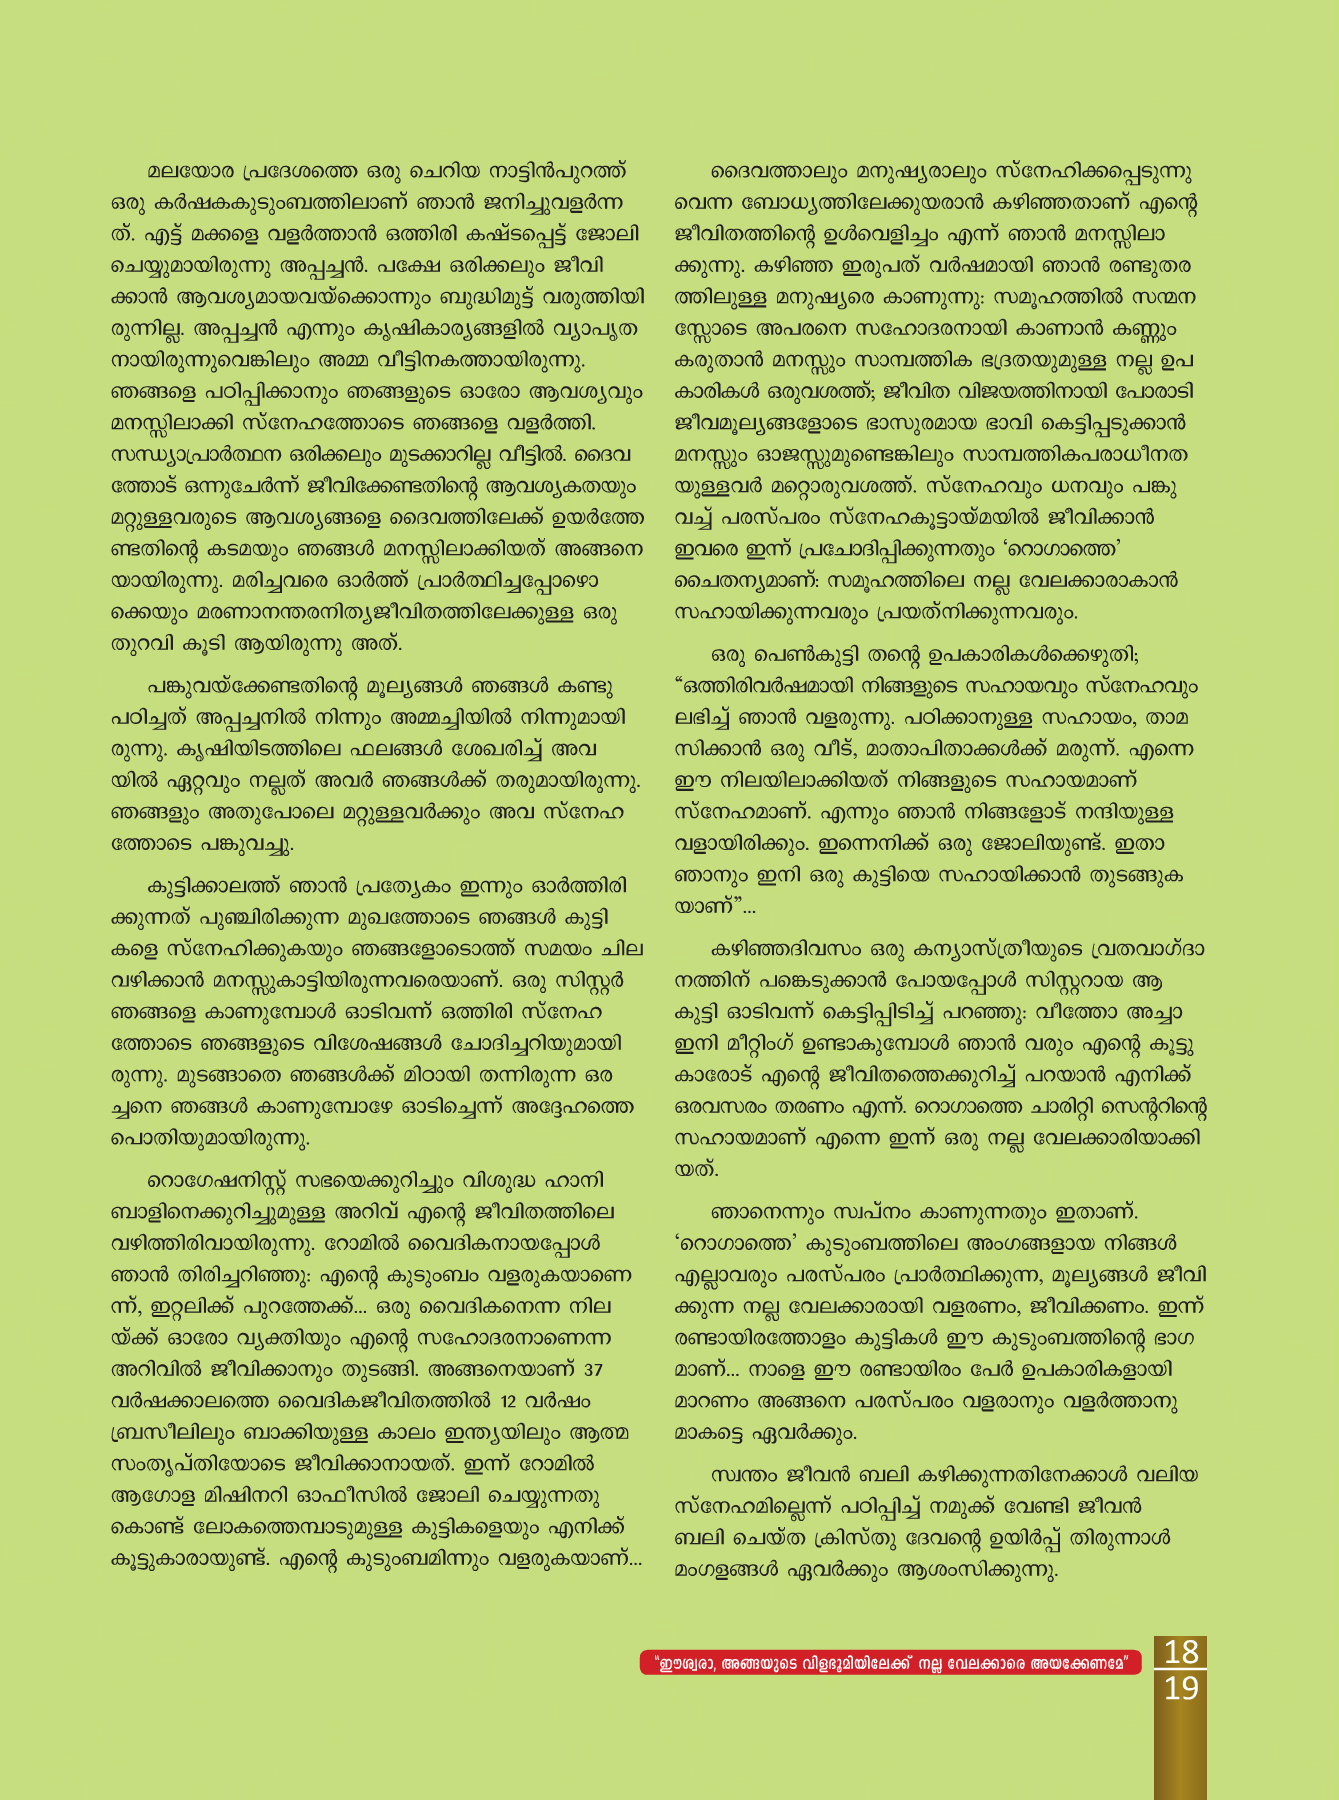 മലയോര പ്രദേശത്തെ ഒരു ചെറിയ നാട്ടിൻപുറത്ത്
ഒരു കർഷകകുടുംബത്തിലാണ് ഞാൻ ജനിച്ചുവളർന്ന
ത്. എട്ട് മക്കളെ വളർത്താൻ ഒത്തിരി കഷ്ടപ്പെട്ട് ജോലി
ചെയ്യുമായിരുന്നു അപ്പച്ചൻ. പക്ഷേ ഒരിക്കലും ജീവി
ക്കാൻ ആവശ്യമായവയ്ക്കൊന്നും ബുദ്ധിമുട്ട് വരുത്തിയി
രുന്നില്ല. അപ്പച്ചൻ എന്നും കൃഷികാര്യങ്ങളിൽ വ്യാപൃത
നായിരുന്നുവെങ്കിലും അമ്മ വീട്ടിനകത്തായിരുന്നു.
ഞങ്ങളെ പഠിപ്പിക്കാനും ഞങ്ങളുടെ ഓരോ ആവശ്യവും
മനസ്സിലാക്കി സ്നേഹത്തോടെ ഞങ്ങളെ വളർത്തി.
സന്ധ്യാപ്രാർത്ഥന ഒരിക്കലും മുടക്കാറില്ല വീട്ടിൽ. ദൈവ
ത്തോട് ഒന്നുചേർന്ന് ജീവിക്കേണ്ടതിന്റെ ആവശ്യകതയും
മറ്റുള്ളവരുടെ ആവശ്യങ്ങളെ ദൈവത്തിലേക്ക് ഉയർത്തേ
ണ്ടതിന്റെ കടമയും ഞങ്ങൾ മനസ്സിലാക്കിയത് അങ്ങനെ
യായിരുന്നു. മരിച്ചവരെ ഓർത്ത് പ്രാർത്ഥിച്ചപ്പോഴൊ
ക്കെയും മരണാനന്തരനിത്യജീവിതത്തിലേക്കുള്ള ഒരു
തുറവി കൂടി ആയിരുന്നു അത്.
പങ്കുവയ്ക്കേണ്ടതിന്റെ മൂല്യങ്ങൾ ഞങ്ങൾ കണ്ടു
പഠിച്ചത് അപ്പച്ചനിൽ നിന്നും അമ്മച്ചിയിൽ നിന്നുമായി
രുന്നു. കൃഷിയിടത്തിലെ ഫലങ്ങൾ ശേഖരിച്ച് അവ
യിൽ ഏറ്റവും നല്ലത് അവർ ഞങ്ങൾക്ക് തരുമായിരുന്നു.
ഞങ്ങളും അതുപോലെ മറ്റുള്ളവർക്കും അവ സ്നേഹ
ത്തോടെ പങ്കുവച്ചു.
കുട്ടിക്കാലത്ത് ഞാൻ പ്രത്യേകം ഇന്നും ഓർത്തിരി
ക്കുന്നത് പുഞ്ചിരിക്കുന്ന മുഖത്തോടെ ഞങ്ങൾ കുട്ടി
കളെ സ്നേഹിക്കുകയും ഞങ്ങളോടൊത്ത് സമയം ചില
വഴിക്കാൻ മനസ്സുകാട്ടിയിരുന്നവരെയാണ്. ഒരു സിസ്റ്റർ
ഞങ്ങളെ കാണുമ്പോൾ ഓടിവന്ന് ഒത്തിരി സ്നേഹ
ത്തോടെ ഞങ്ങളുടെ വിശേഷങ്ങൾ ചോദിച്ചറിയുമായി
രുന്നു. മുടങ്ങാതെ ഞങ്ങൾക്ക് മിഠായി തന്നിരുന്ന ഒര
ച്ചനെ ഞങ്ങൾ കാണുമ്പോഴേ ഓടിച്ചെന്ന് അദ്ദേഹത്തെ
പൊതിയുമായിരുന്നു.
റൊഗേഷനിസ്റ്റ് സഭയെക്കുറിച്ചും വിശുദ്ധ ഹാനി
ബാളിനെക്കുറിച്ചുമുള്ള അറിവ് എന്റെ ജീവിതത്തിലെ
വഴിത്തിരിവായിരുന്നു. റോമിൽ വൈദികനായപ്പോൾ
ഞാൻ തിരിച്ചറിഞ്ഞു: എന്റെ കുടുംബം വളരുകയാണെ
ന്ന്, ഇറ്റലിക്ക് പുറത്തേക്ക്... ഒരു വൈദികനെന്ന നില
യ്ക്ക് ഓരോ വ്യക്തിയും എന്റെ സഹോദരനാണെന്ന
അറിവിൽ ജീവിക്കാനും തുടങ്ങി. അങ്ങനെയാണ് 37
വർഷക്കാലത്തെ വൈദികജീവിതത്തിൽ 12 വർഷം
ബ്രസീലിലും ബാക്കിയുള്ള കാലം ഇന്ത്യയിലും ആത്മ
സംതൃപ്തിയോടെ ജീവിക്കാനായത്. ഇന്ന് റോമിൽ
ആഗോള മിഷിനറി ഓഫീസിൽ ജോലി ചെയ്യുന്നതു
കൊണ്ട് ലോകത്തെമ്പാടുമുള്ള കുട്ടികളെയും എനിക്ക്
കൂട്ടുകാരായുണ്ട്. എന്റെ കുടുംബമിന്നും വളരുകയാണ്...
ദൈവത്താലും മനുഷ്യരാലും സ്നേഹിക്കപ്പെടുന്നു
വെന്ന ബോധ്യത്തിലേക്കുയരാൻ കഴിഞ്ഞതാണ് എന്റെ
ജീവിതത്തിന്റെ ഉൾവെളിച്ചം എന്ന് ഞാൻ മനസ്സിലാ
ക്കുന്നു. കഴിഞ്ഞ ഇരുപത് വർഷമായി ഞാൻ രണ്ടുതര
ത്തിലുള്ള മനുഷ്യരെ കാണുന്നു: സമൂഹത്തിൽ സന്മന
സ്സോടെ അപരനെ സഹോദരനായി കാണാൻ കണ്ണും
കരുതാൻ മനസ്സും സാമ്പത്തിക ഭദ്രതയുമുള്ള നല്ല ഉപ
കാരികൾ ഒരുവശത്ത്; ജീവിത വിജയത്തിനായി പോരാടി
ജീവമൂല്യങ്ങളോടെ ഭാസുരമായ ഭാവി കെട്ടിപ്പടുക്കാൻ
മനസ്സും ഓജസ്സുമുണ്ടെങ്കിലും സാമ്പത്തികപരാധീനത
യുള്ളവർ മറ്റൊരുവശത്ത്. സ്നേഹവും ധനവും പങ്കു
വച്ച് പരസ്പരം സ്നേഹകൂട്ടായ്മയിൽ ജീവിക്കാൻ
ഇവരെ ഇന്ന് പ്രചോദിപ്പിക്കുന്നതും ‘റൊഗാത്തെ’
ചൈതന്യമാണ്: സമൂഹത്തിലെ നല്ല വേലക്കാരാകാൻ
സഹായിക്കുന്നവരും പ്രയത്നിക്കുന്നവരും.
ഒരു പെൺകുട്ടി തന്റെ ഉപകാരികൾക്കെഴുതി;
“ഒത്തിരിവർഷമായി നിങ്ങളുടെ സഹായവും സ്നേഹവും
ലഭിച്ച് ഞാൻ വളരുന്നു. പഠിക്കാനുള്ള സഹായം, താമ
സിക്കാൻ ഒരു വീട്, മാതാപിതാക്കൾക്ക് മരുന്ന്. എന്നെ
ഈ നിലയിലാക്കിയത് നിങ്ങളുടെ സഹായമാണ്
സ്നേഹമാണ്. എന്നും ഞാൻ നിങ്ങളോട് നന്ദിയുള്ള
വളായിരിക്കും. ഇന്നെനിക്ക് ഒരു ജോലിയുണ്ട്. ഇതാ
ഞാനും ഇനി ഒരു കുട്ടിയെ സഹായിക്കാൻ തുടങ്ങുക
യാണ്”...
കഴിഞ്ഞദിവസം ഒരു കന്യാസ്ത്രീയുടെ വ്രതവാഗ്ദാ
നത്തിന് പങ്കെടുക്കാൻ പോയപ്പോൾ സിസ്റ്ററായ ആ
കുട്ടി ഓടിവന്ന് കെട്ടിപ്പിടിച്ച് പറഞ്ഞു: വീത്തോ അച്ചാ
ഇനി മീറ്റിംഗ് ഉണ്ടാകുമ്പോൾ ഞാൻ വരും എന്റെ കൂട്ടു
കാരോട് എന്റെ ജീവിതത്തെക്കുറിച്ച് പറയാൻ എനിക്ക്
ഒരവസരം തരണം എന്ന്. റൊഗാത്തെ ചാരിറ്റി സെന്ററിന്റെ
സഹായമാണ് എന്നെ ഇന്ന് ഒരു നല്ല വേലക്കാരിയാക്കി
യത്.
ഞാനെന്നും സ്വപ്നം കാണുന്നതും ഇതാണ്.
‘റൊഗാത്തെ’ കുടുംബത്തിലെ അംഗങ്ങളായ നിങ്ങൾ
എല്ലാവരും പരസ്പരം പ്രാർത്ഥിക്കുന്ന, മൂല്യങ്ങൾ ജീവി
ക്കുന്ന നല്ല വേലക്കാരായി വളരണം, ജീവിക്കണം. ഇന്ന്
രണ്ടായിരത്തോളം കുട്ടികൾ ഈ കുടുംബത്തിന്റെ ഭാഗ
മാണ്... നാളെ ഈ രണ്ടായിരം പേർ ഉപകാരികളായി
മാറണം അങ്ങനെ പരസ്പരം വളരാനും വളർത്താനു
മാകട്ടെ ഏവർക്കും.
സ്വന്തം ജീവൻ ബലി കഴിക്കുന്നതിനേക്കാൾ വലിയ
സ്നേഹമില്ലെന്ന് പഠിപ്പിച്ച് നമുക്ക് വേണ്ടി ജീവൻ
ബലി ചെയ്ത ക്രിസ്തു ദേവന്റെ ഉയിർപ്പ് തിരുന്നാൾ
മംഗളങ്ങൾ ഏവർക്കും ആശംസിക്കുന്നു.
“ഈശ്വരാ, അങ്ങയുടെ വിളഭൂമിയിലേക്ക് നല്ല വേലക്കാരെ അയക്കേണമേ”
18
19